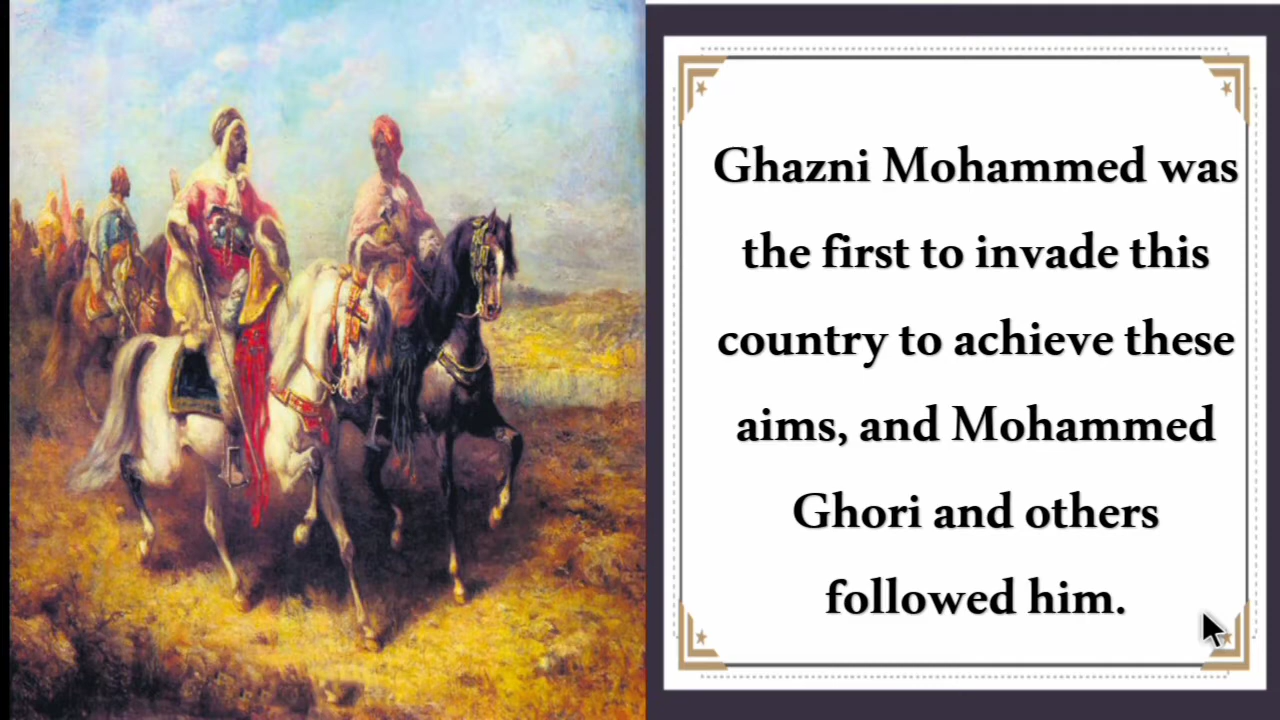 Ghazni Mohammed was
the first to invade this
country to achieve these
aims, and Mohammed
Ghori and others
followed him.